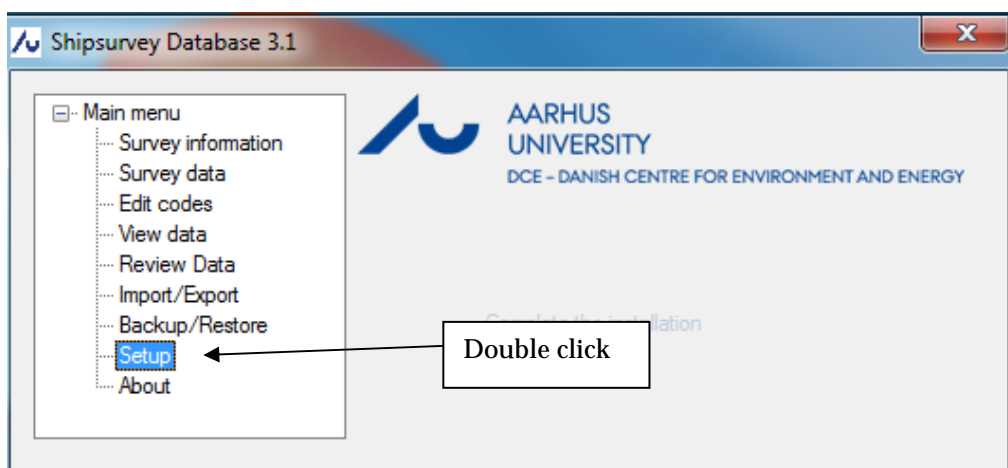 Shipsurvey Database 3.1
Main menu
Survey information
Survey data
Edit codes
View data
Review Data
Import/Export
Backup/Restore
Setup
About
AARHUS
UNIVERSITY
DCE – DANISH CENTRE FOR ENVIRONMENT AND ENERGY
Complete the installation
Double click